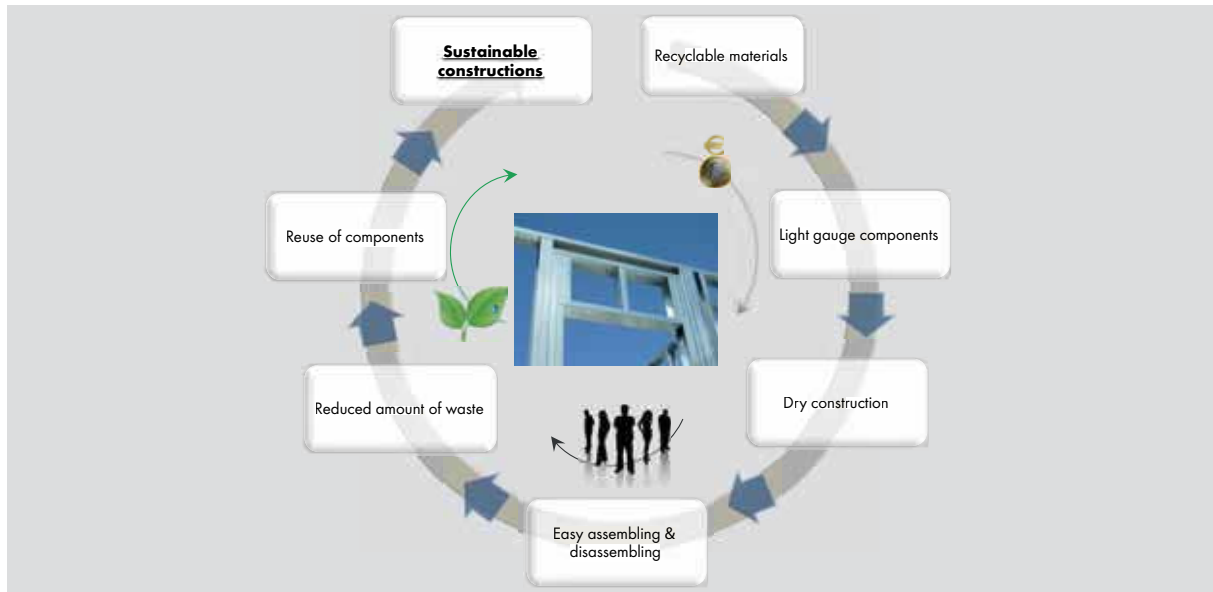 Sustainable
constructions
Recyclable materials
Light gauge components
Dry construction
Easy assembling &
disassembling
Reduced amount of waste
Reuse of components
€